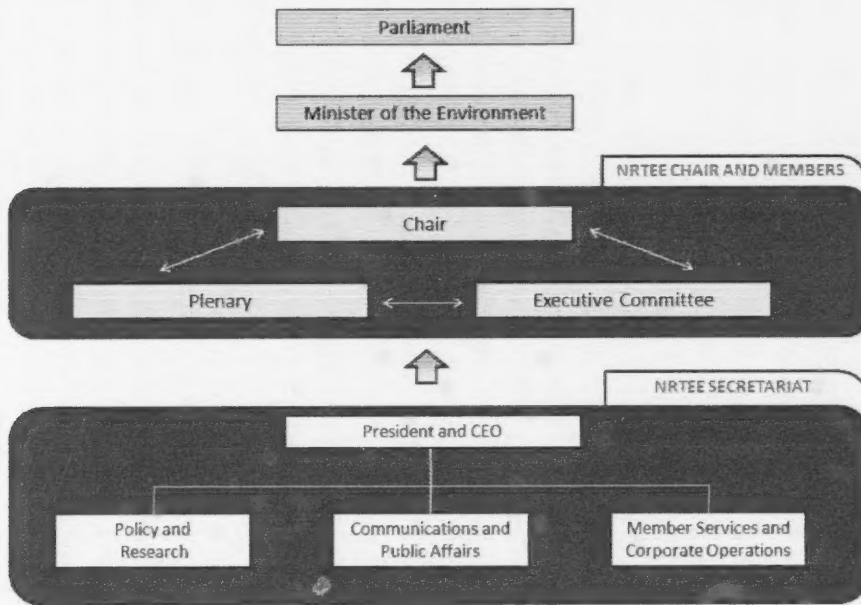 Parliament
Minister of the Environment
NRTEE CHAIR AND MEMBERS
Chair
Plenary
Executive Committee
NRTEE SECRETARIAT
President and CEO
Policy and
Research
Communications and
Public Affairs
Member Services and
Corporate Operations